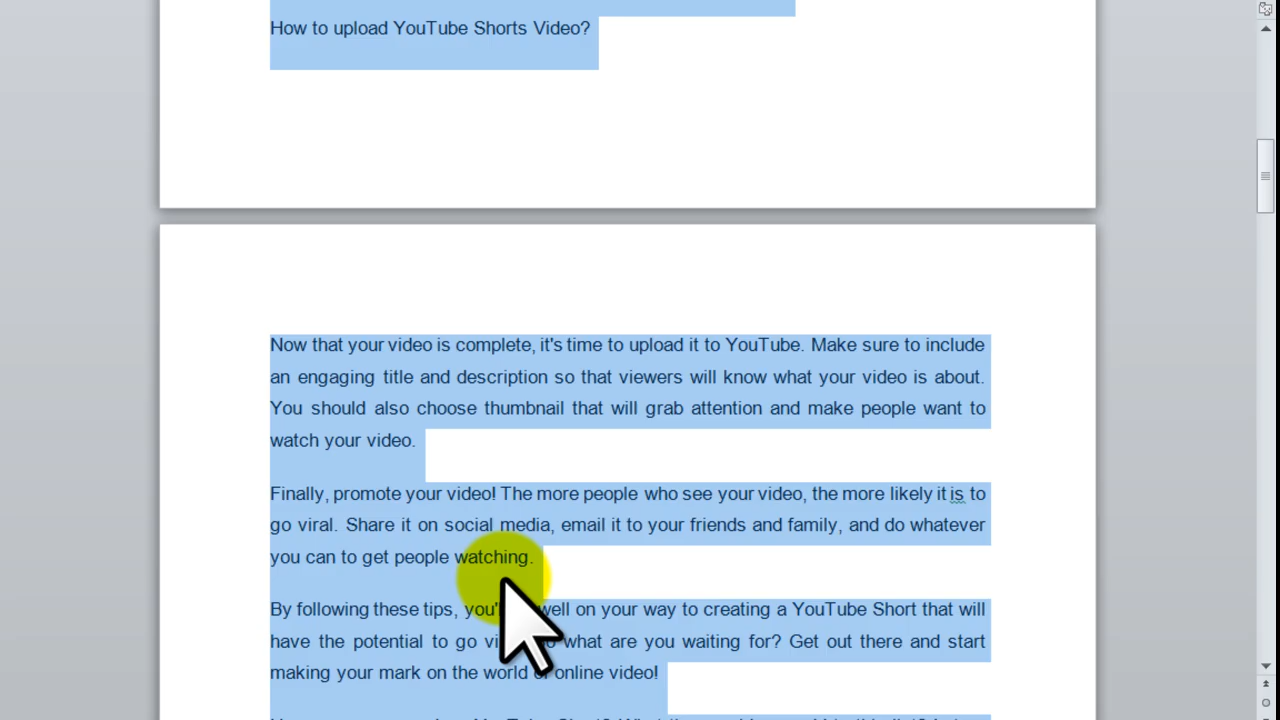 How to upload YouTube Shorts Video?
Now that your video is complete, it's time to upload it to YouTube. Make sure to include
an engaging title and description so that viewers will know what your video is about.
You should also choose thumbnail that will grab attention and make people want to
watch your video.
Finally, promote your video! The more people who see your video, the more likely it is to
go viral. Share it on social media, email it to your friends and family, and do whatever
you can to get people watching.
By following these tips, well on your way to creating a YouTube Short that will
have the potential to go what are you waiting for? Get out there and start
making your mark on the world of online video!